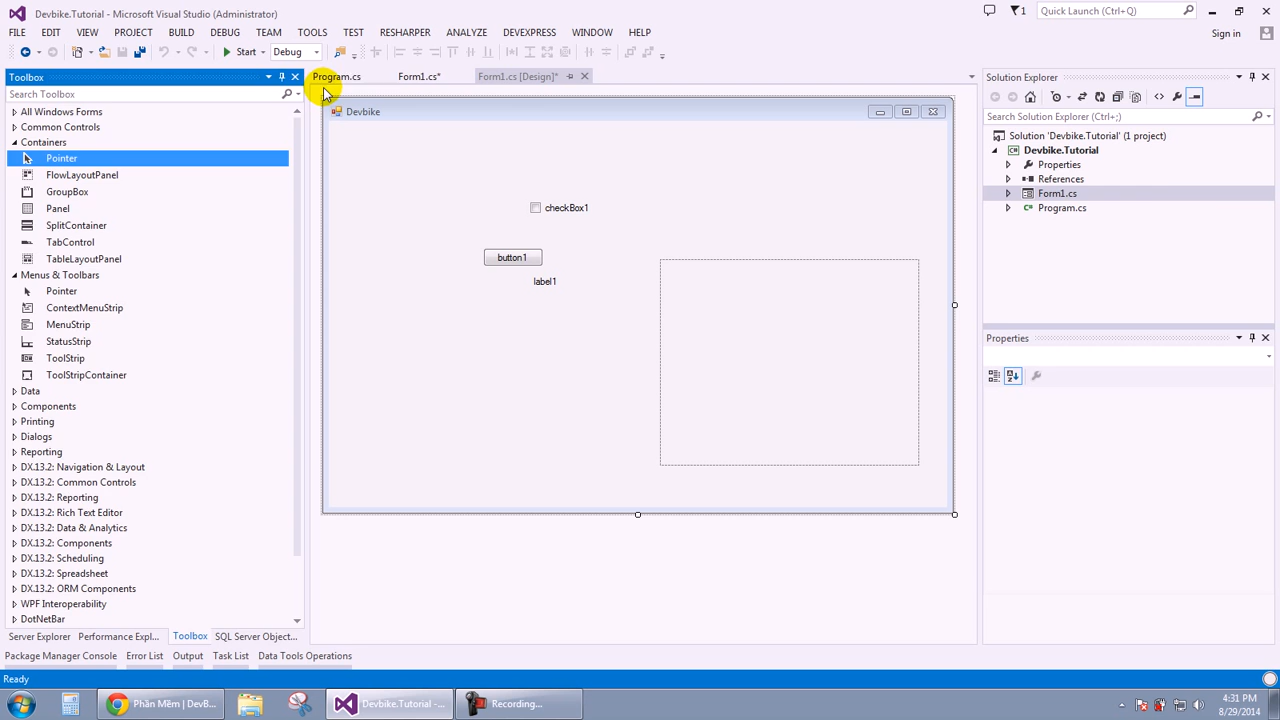 Devbike.Tutorial - Microsoft Visual Studio (Administrator)
1
Quick Launch (Ctrl+Q)
FILE EDIT VIEW PROJECT BUILD DEBUG TEAM TOOLS TEST RESHARPER ANALYZE DEVEXPRESS WINDOW HELP
Sign in
Start Debug
Toolbox
Program.cs Form1.cs* Form1.cs [Design]*
Solution Explorer
Search Toolbox
Search Solution Explorer (Ctrl+;)
All Windows Forms
Common Controls
Containers
Pointer
FlowLayoutPanel
GroupBox
Panel
SplitContainer
TabControl
TableLayoutPanel
Menus & Toolbars
Pointer
ContextMenuStrip
MenuStrip
StatusStrip
ToolStrip
ToolStripContainer
Data
Components
Printing
Dialogs
Reporting
DX.13.2: Navigation & Layout
DX.13.2: Common Controls
DX.13.2: Reporting
DX.13.2: Rich Text Editor
DX.13.2: Data & Analytics
DX.13.2: Components
DX.13.2: Scheduling
DX.13.2: Spreadsheet
DX.13.2: ORM Components
WPF Interoperability
DotNetBar
Devbike
checkBox1
button1
label1
Solution 'Devbike.Tutorial' (1 project)
Devbike.Tutorial
Properties
References
Form1.cs
Program.cs
Properties
Server Explorer Performance Expl... Toolbox SQL Server Object...
Package Manager Console Error List Output Task List Data Tools Operations
Ready
Phần Mềm | DevB...
Devbike.Tutorial - ...
Recording...
4:31 PM
8/29/2014